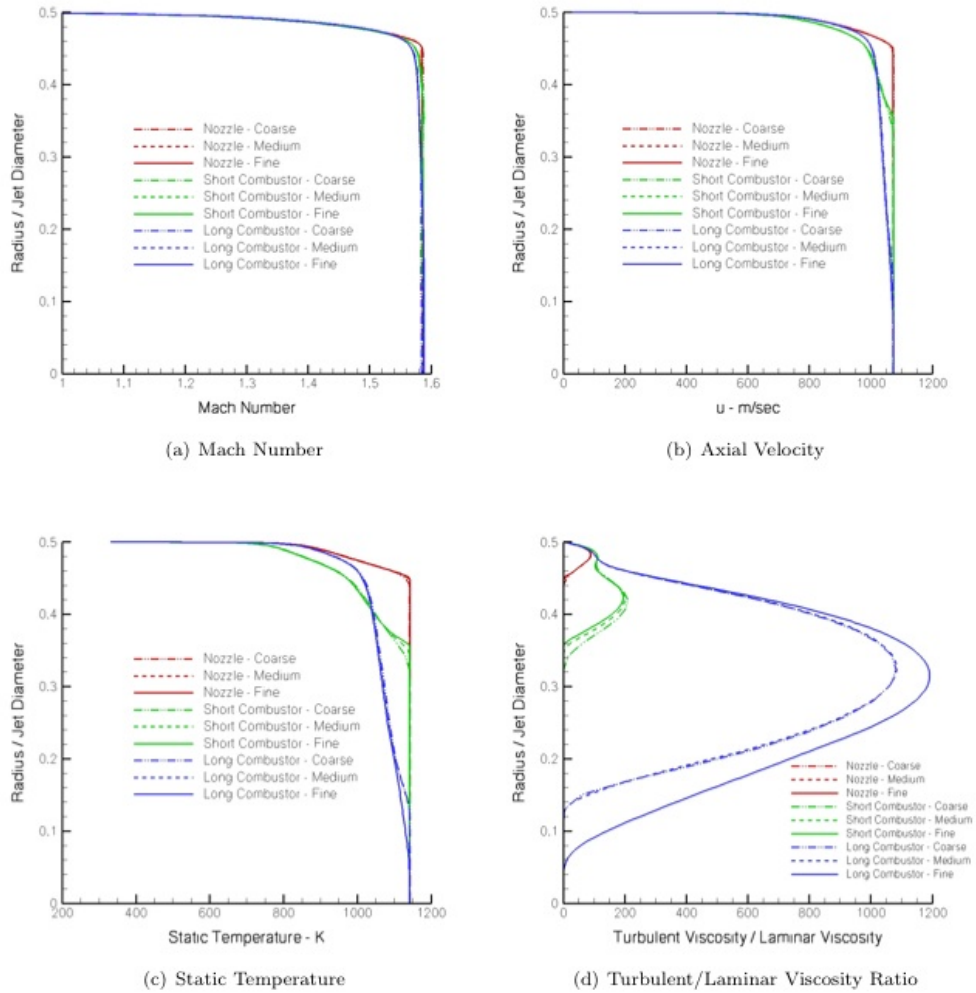 Radius / Jet Diameter
0.5
0.4
0.3
0.2
0.1
0
Nozzle - Coarse
Nozzle - Medium
Nozzle - Fine
Short Combustor - Coarse
Short Combustor - Medium
Short Combustor - Fine
Long Combustor - Coarse
Long Combustor - Medium
Long Combustor - Fine
1 1.1 1.2 1.3 1.4 1.5 1.6
Mach Number
(a) Mach Number
Radius / Jet Diameter
0.5
0.4
0.3
0.2
0.1
0
Nozzle - Coarse
Nozzle - Medium
Nozzle - Fine
Short Combustor - Coarse
Short Combustor - Medium
Short Combustor - Fine
Long Combustor - Coarse
Long Combustor - Medium
Long Combustor - Fine
0 200 400 600 800 1000 1200
u - m/sec
(b) Axial Velocity
Radius / Jet Diameter
0.5
0.4
0.3
0.2
0.1
0
Nozzle - Coarse
Nozzle - Medium
Nozzle - Fine
Short Combustor - Coarse
Short Combustor - Medium
Short Combustor - Fine
Long Combustor - Coarse
Long Combustor - Medium
Long Combustor - Fine
200 400 600 800 1000 1200
Static Temperature - K
(c) Static Temperature
Radius / Jet Diameter
0.5
0.4
0.3
0.2
0.1
0
Nozzle - Coarse
Nozzle - Medium
Nozzle - Fine
Short Combustor - Coarse
Short Combustor - Medium
Short Combustor - Fine
Long Combustor - Coarse
Long Combustor - Medium
Long Combustor - Fine
0 200 400 600 800 1000 1200
Turbulent Viscosity / Laminar Viscosity
(d) Turbulent/Laminar Viscosity Ratio